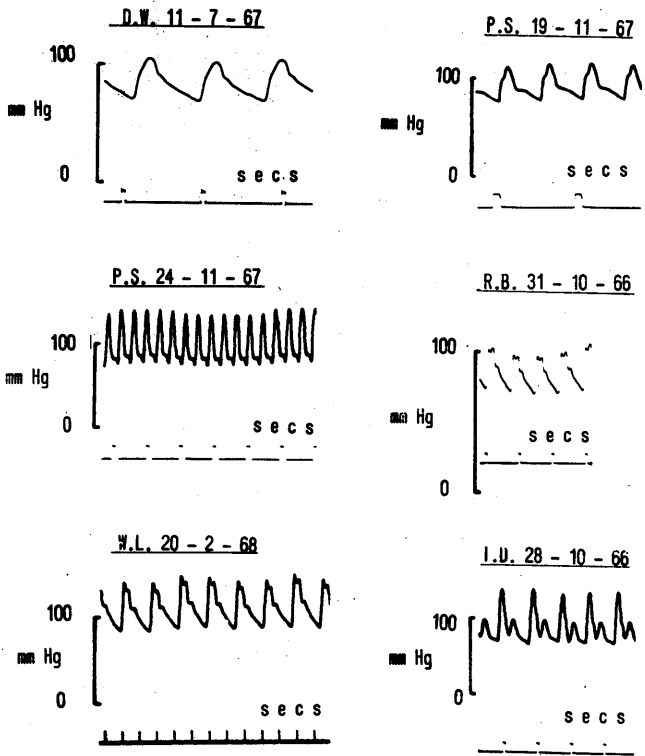 D.W. 11 - 7 - 67
100
mm Hg
0
secs
P.S. 19 - 11 - 67
100
mm Hg
0
secs
P.S. 24 - 11 - 67
100
mm Hg
0
secs
R.B. 31 - 10 - 66
100
mm Hg
0
secs
W.L. 20 - 2 - 68
100
mm Hg
0
secs
I.D. 28 - 10 - 66
100
mm Hg
0
secs